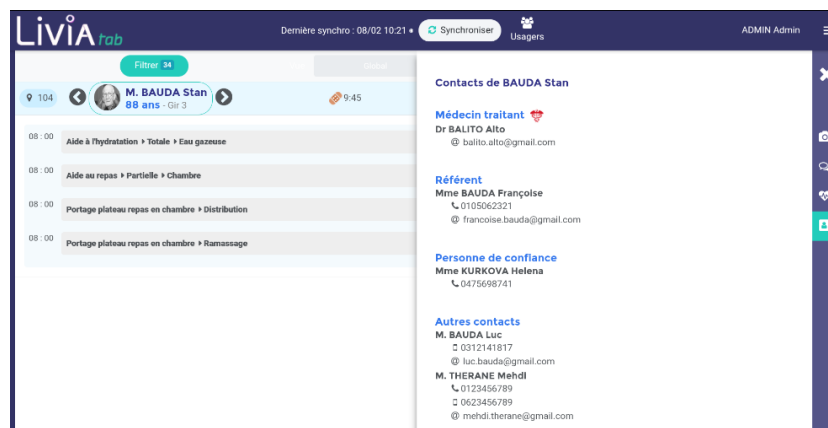 LiViA tab
Dernière synchro : 08/02 10:21 • Synchroniser
Usagers
ADMIN Admin
Filtrer 34
Global
104
M. BAUDA Stan
88 ans - Gir 3
9:45
08 : 00 Aide à l'hydratation ▸ Totale ▸ Eau gazeuse
08 : 00 Aide au repas ▸ Partielle ▸ Chambre
08 : 00 Portage plateau repas en chambre ▸ Distribution
08 : 00 Portage plateau repas en chambre ▸ Ramassage
Contacts de BAUDA Stan
Médecin traitant
Dr BALITO Alto
@ balito.alto@gmail.com
Référent
Mme BAUDA Françoise
0105062321
@ francoise.bauda@gmail.com
Personne de confiance
Mme KURKOVA Helena
0475698741
Autres contacts
M. BAUDA Luc
0312141817
@ luc.bauda@gmail.com
M. THERANE Mehdi
0123456789
0623456789
@ mehdi.therane@gmail.com